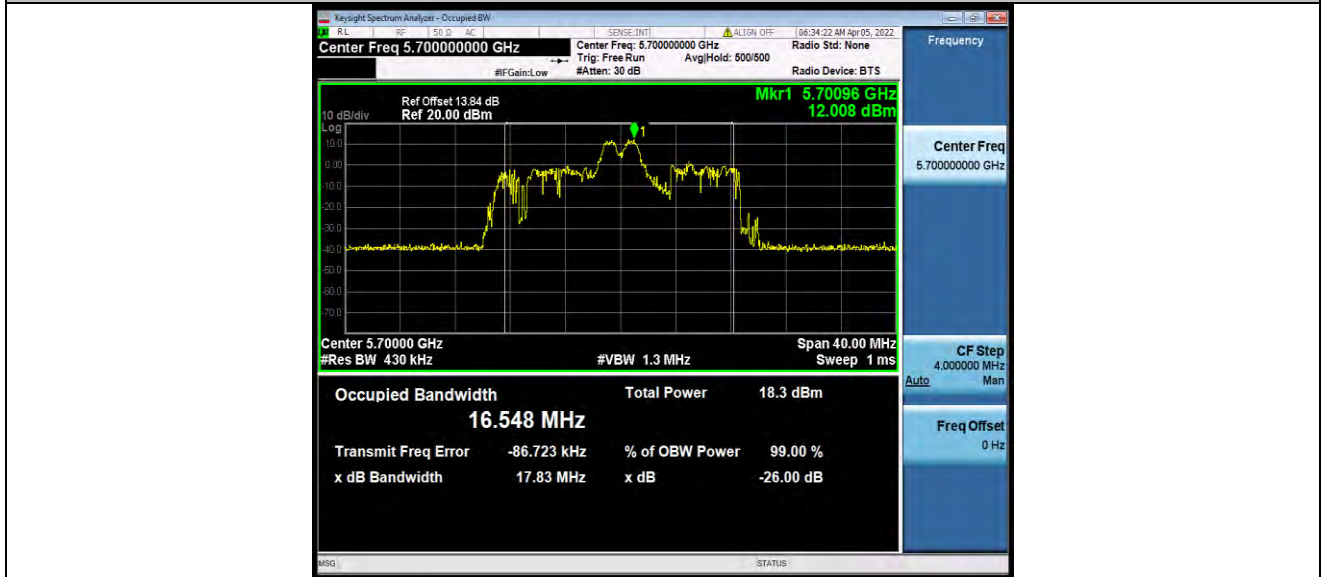 Keysight Spectrum Analyzer - Occupied BW
RL RF 50 Ω AC SENSE:INT ALIGN OFF 06:34:22 AM Apr 05, 2022
Center Freq 5.700000000 GHz
Center Freq: 5.700000000 GHz Radio Std: None
Trig: Free Run Avg|Hold: 500/500
#IFGain:Low #Atten: 30 dB Radio Device: BTS
Frequency
Mkr1 5.70096 GHz
12.008 dBm
Ref Offset 13.84 dB
10 dB/div Ref 20.00 dBm
Log
1
10.0
0.00
-10.0
-20.0
-30.0
-40.0
-50.0
-60.0
-70.0
Center 5.70000 GHz Span 40.00 MHz
#Res BW 430 kHz #VBW 1.3 MHz Sweep 1 ms
Occupied Bandwidth Total Power 18.3 dBm
16.548 MHz
Transmit Freq Error -86.723 kHz % of OBW Power 99.00 %
x dB Bandwidth 17.83 MHz x dB -26.00 dB
Center Freq
5.700000000 GHz
CF Step
4.000000 MHz
Auto Man
Freq Offset
0 Hz
MSG STATUS